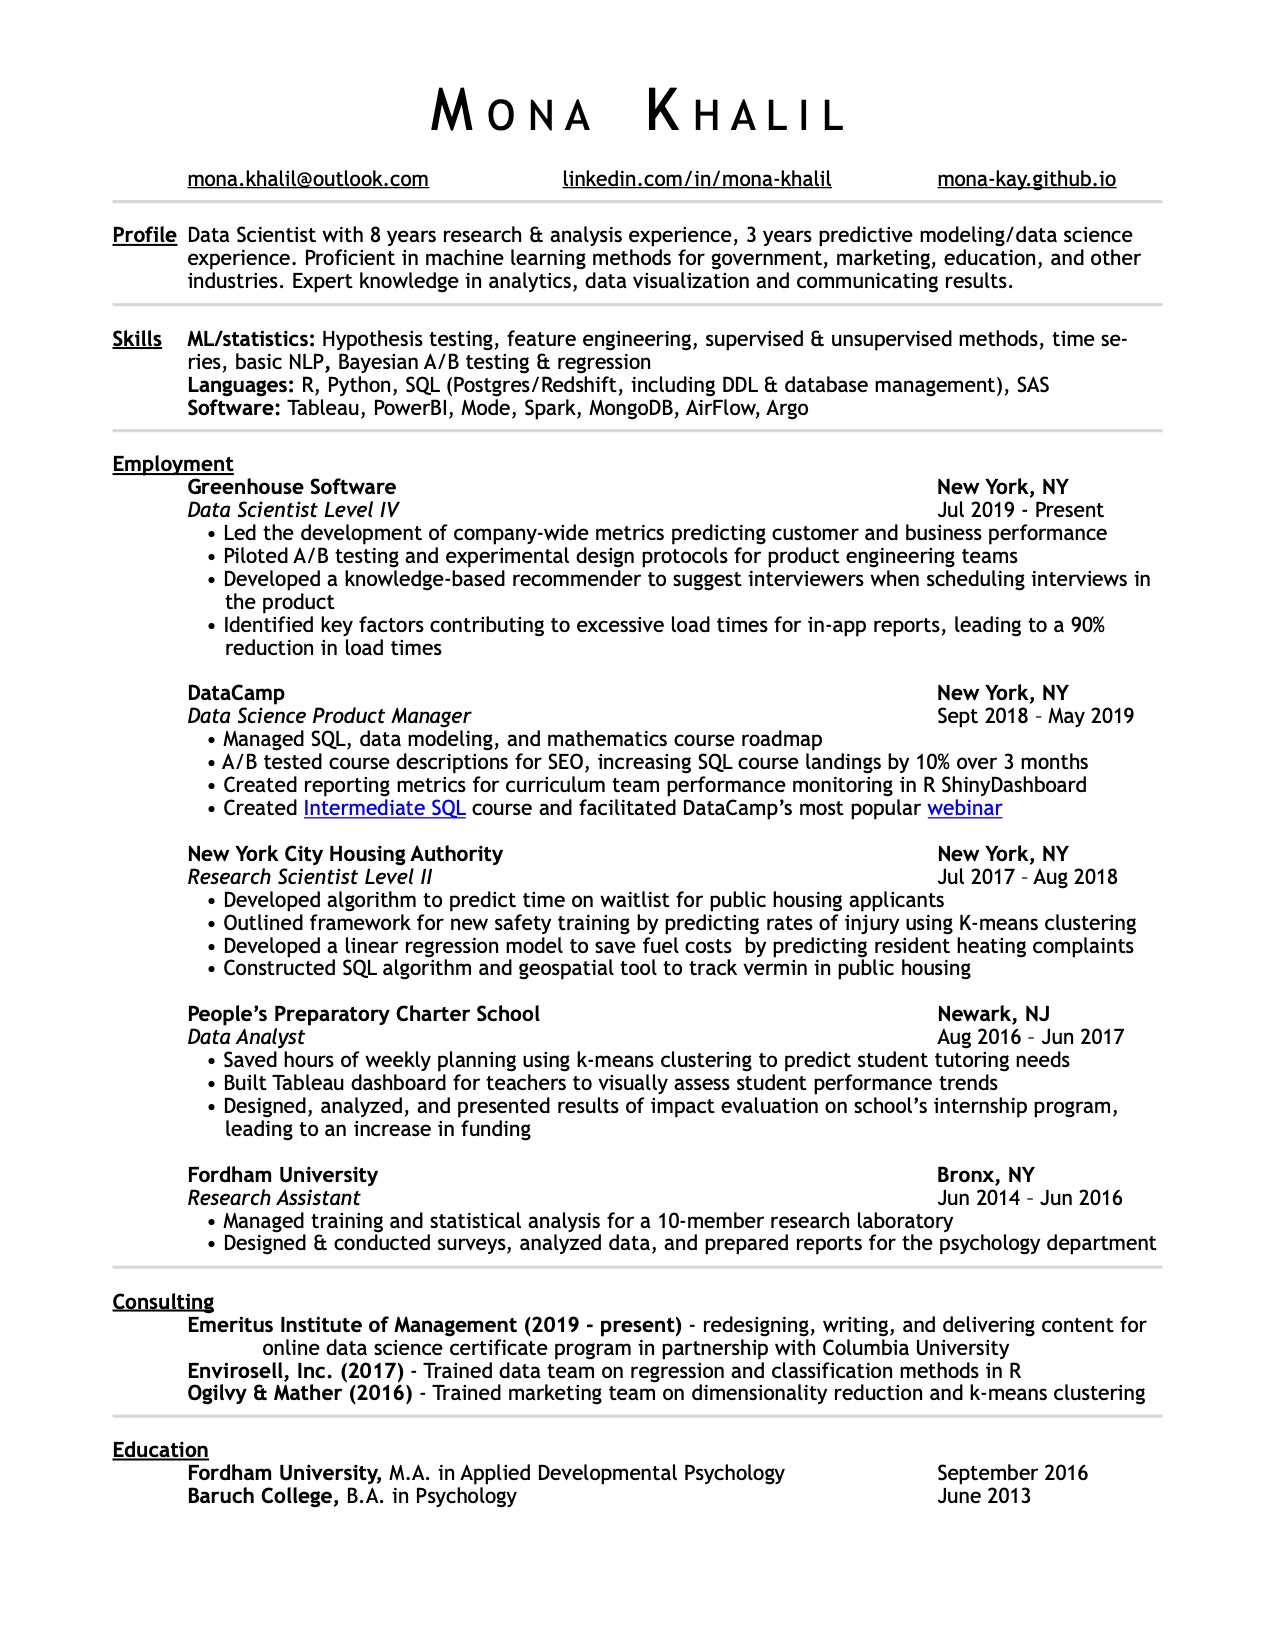 Mona Khalil
mona.khalil@outlook.com linkedin.com/in/mona-khalil mona-kay.github.io
Profile Data Scientist with 8 years research & analysis experience, 3 years predictive modeling/data science
experience. Proficient in machine learning methods for government, marketing, education, and other
industries. Expert knowledge in analytics, data visualization and communicating results.
Skills ML/statistics: Hypothesis testing, feature engineering, supervised & unsupervised methods, time se-
ries, basic NLP, Bayesian A/B testing & regression
Languages: R, Python, SQL (Postgres/Redshift, including DDL & database management), SAS
Software: Tableau, PowerBI, Mode, Spark, MongoDB, AirFlow, Argo
Employment
Greenhouse Software New York, NY
Data Scientist Level IV Jul 2019 - Present
• Led the development of company-wide metrics predicting customer and business performance
• Piloted A/B testing and experimental design protocols for product engineering teams
• Developed a knowledge-based recommender to suggest interviewers when scheduling interviews in
the product
• Identified key factors contributing to excessive load times for in-app reports, leading to a 90%
reduction in load times
DataCamp New York, NY
Data Science Product Manager Sept 2018 – May 2019
• Managed SQL, data modeling, and mathematics course roadmap
• A/B tested course descriptions for SEO, increasing SQL course landings by 10% over 3 months
• Created reporting metrics for curriculum team performance monitoring in R ShinyDashboard
• Created Intermediate SQL course and facilitated DataCamp’s most popular webinar
New York City Housing Authority New York, NY
Research Scientist Level II Jul 2017 – Aug 2018
• Developed algorithm to predict time on waitlist for public housing applicants
• Outlined framework for new safety training by predicting rates of injury using K-means clustering
• Developed a linear regression model to save fuel costs  by predicting resident heating complaints
• Constructed SQL algorithm and geospatial tool to track vermin in public housing
People’s Preparatory Charter School Newark, NJ
Data Analyst Aug 2016 – Jun 2017
• Saved hours of weekly planning using k-means clustering to predict student tutoring needs
• Built Tableau dashboard for teachers to visually assess student performance trends
• Designed, analyzed, and presented results of impact evaluation on school’s internship program,
leading to an increase in funding
Fordham University Bronx, NY
Research Assistant Jun 2014 – Jun 2016
• Managed training and statistical analysis for a 10-member research laboratory
• Designed & conducted surveys, analyzed data, and prepared reports for the psychology department
Consulting
Emeritus Institute of Management (2019 - present) - redesigning, writing, and delivering content for
online data science certificate program in partnership with Columbia University
Envirosell, Inc. (2017) - Trained data team on regression and classification methods in R
Ogilvy & Mather (2016) - Trained marketing team on dimensionality reduction and k-means clustering
Education
Fordham University, M.A. in Applied Developmental Psychology September 2016
Baruch College, B.A. in Psychology June 2013